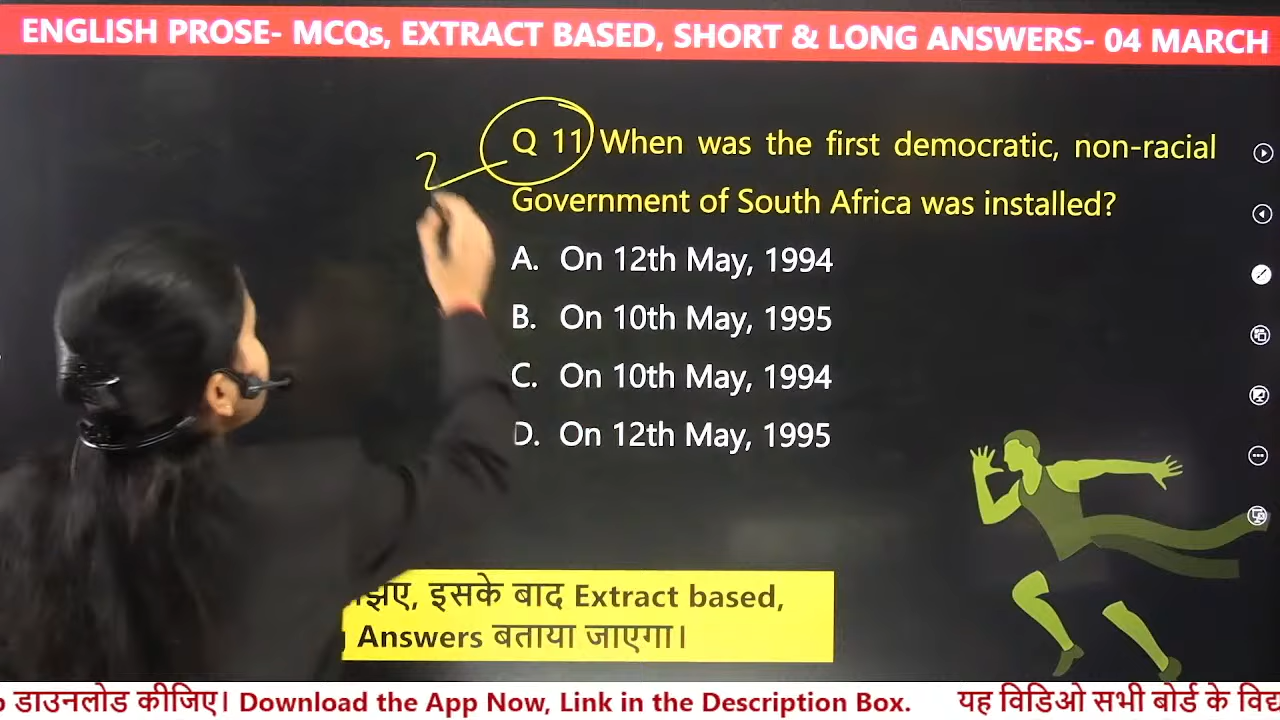 ENGLISH PROSE- MCQs, EXTRACT BASED, SHORT & LONG ANSWERS- 04 MARCH
Q 11 When was the first democratic, non-racial
Government of South Africa was installed?
A. On 12th May, 1994
B. On 10th May, 1995
C. On 10th May, 1994
D. On 12th May, 1995
इसके बाद Extract based,
Answers बताया जाएगा।
डाउनलोड कीजिए। Download the App Now, Link in the Description Box. यह विडिओ सभी बोर्ड के